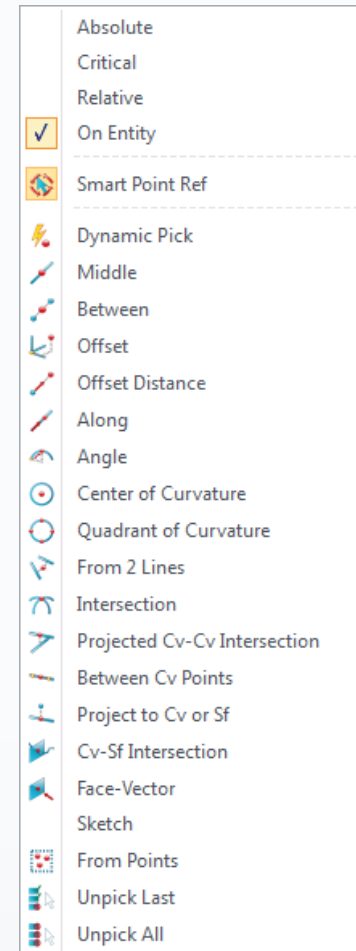 Absolute
Critical
Relative
On Entity
Smart Point Ref
Dynamic Pick
Middle
Between
Offset
Offset Distance
Along
Angle
Center of Curvature
Quadrant of Curvature
From 2 Lines
Intersection
Projected Cv-Cv Intersection
Between Cv Points
Project to Cv or Sf
Cv-Sf Intersection
Face-Vector
Sketch
From Points
Unpick Last
Unpick All